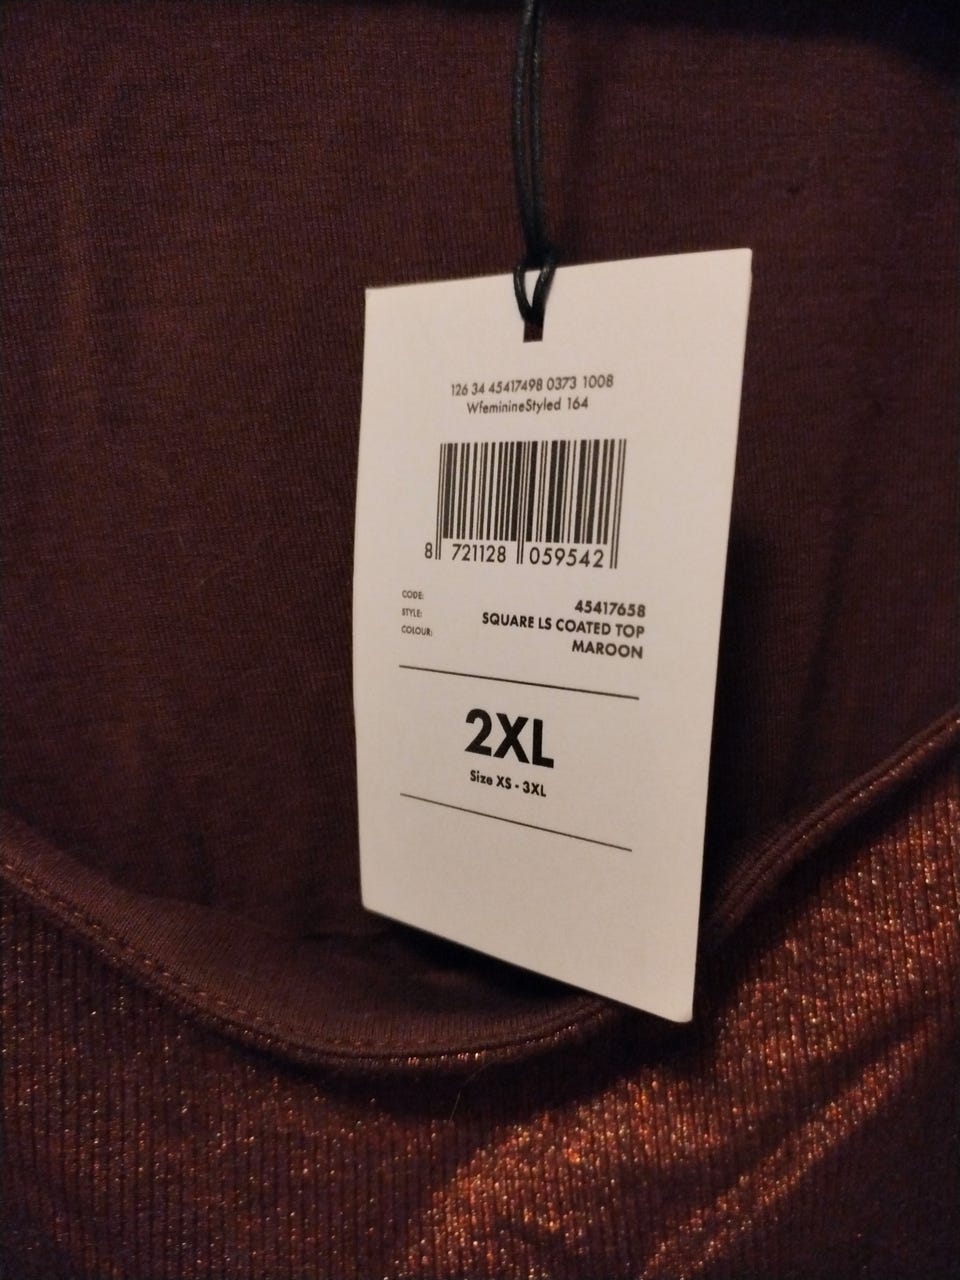 126 34 45417498 0373 1008
WfeminineStyled 164
8 721128 059542
CODE: 45417658
STYLE: SQUARE LS COATED TOP
COLOUR: MAROON
2XL
Size XS - 3XL